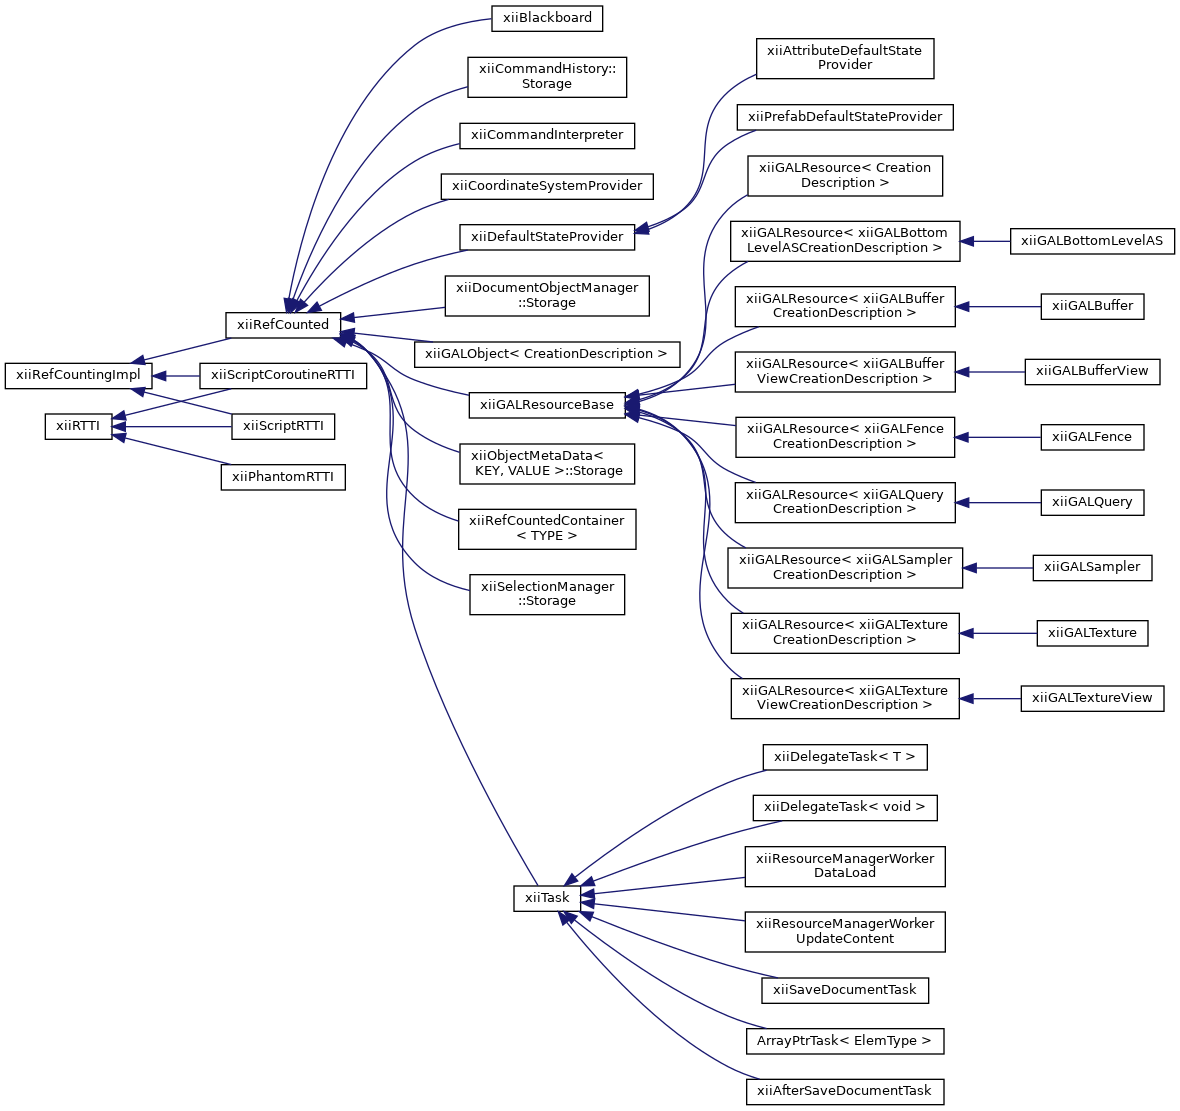 xiiBlackboard
xiiCommandHistory::
Storage
xiiCommandInterpreter
xiiCoordinateSystemProvider
xiiDefaultStateProvider
xiiDocumentObjectManager
::Storage
xiiGALObject< CreationDescription >
xiiGALResourceBase
xiiObjectMetaData<
KEY, VALUE >::Storage
xiiRefCountedContainer
< TYPE >
xiiSelectionManager
::Storage
xiiTask
xiiRefCounted
xiiRefCountingImpl
xiiScriptCoroutineRTTI
xiiRTTI
xiiScriptRTTI
xiiPhantomRTTI
xiiAttributeDefaultState
Provider
xiiPrefabDefaultStateProvider
xiiGALResource< Creation
Description >
xiiGALResource< xiiGALBottom
LevelASCreationDescription >
xiiGALBottomLevelAS
xiiGALResource< xiiGALBuffer
CreationDescription >
xiiGALBuffer
xiiGALResource< xiiGALBuffer
ViewCreationDescription >
xiiGALBufferView
xiiGALResource< xiiGALFence
CreationDescription >
xiiGALFence
xiiGALResource< xiiGALQuery
CreationDescription >
xiiGALQuery
xiiGALResource< xiiGALSampler
CreationDescription >
xiiGALSampler
xiiGALResource< xiiGALTexture
CreationDescription >
xiiGALTexture
xiiGALResource< xiiGALTexture
ViewCreationDescription >
xiiGALTextureView
xiiDelegateTask< T >
xiiDelegateTask< void >
xiiResourceManagerWorker
DataLoad
xiiResourceManagerWorker
UpdateContent
xiiSaveDocumentTask
ArrayPtrTask< ElemType >
xiiAfterSaveDocumentTask